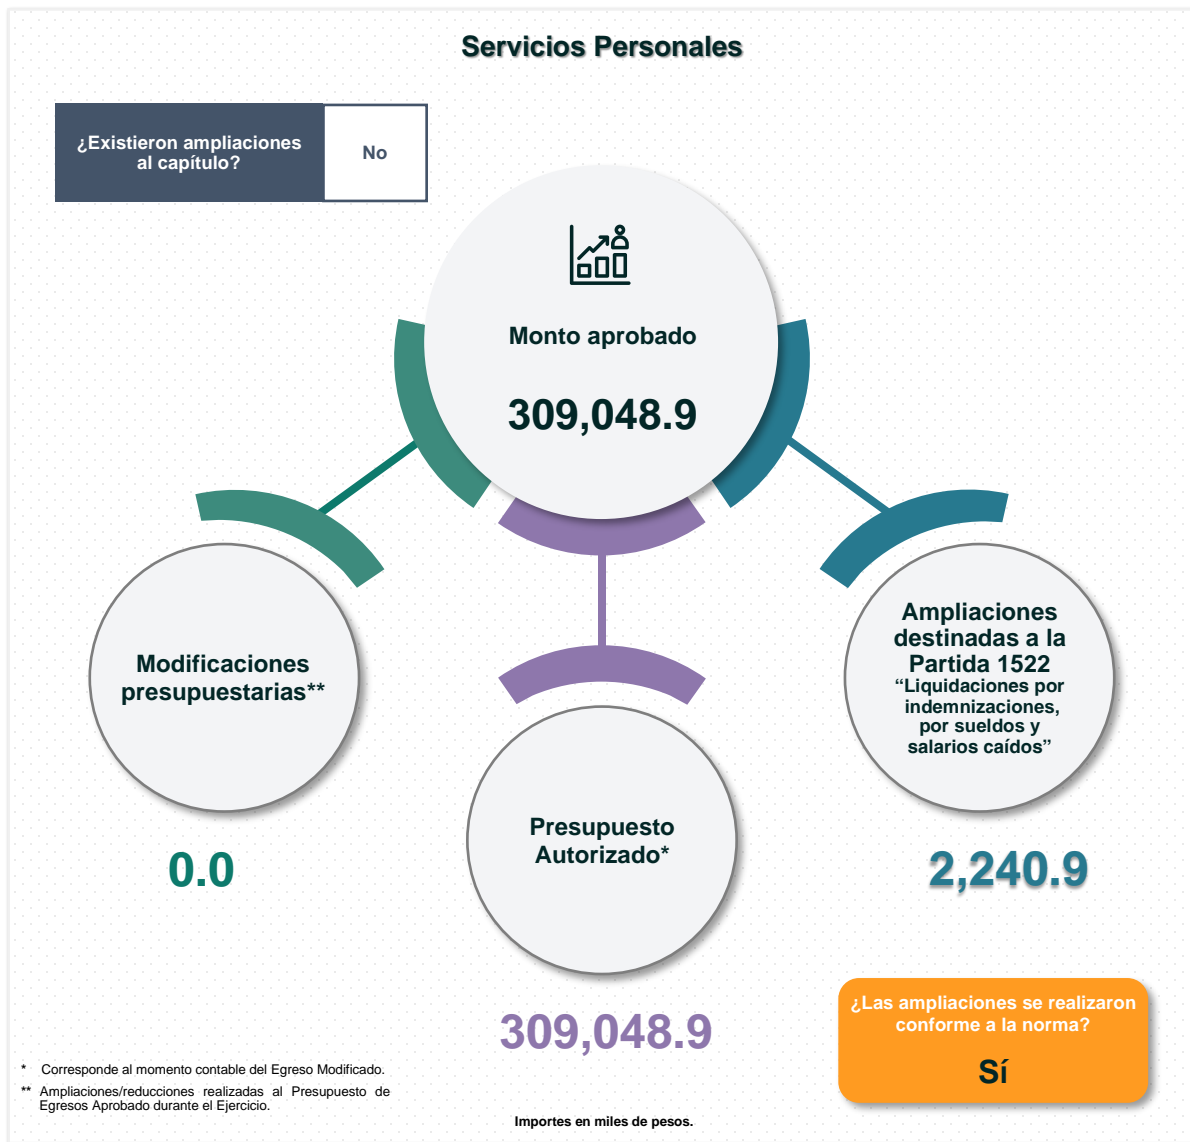 Servicios Personales
¿Existieron ampliaciones
al capítulo?
No
Monto aprobado
309,048.9
Modificaciones
presupuestarias**
0.0
Presupuesto
Autorizado*
309,048.9
Ampliaciones
destinadas a la
Partida 1522
“Liquidaciones por
indemnizaciones,
por sueldos y
salarios caídos”
2,240.9
¿Las ampliaciones se realizaron
conforme a la norma?
Sí
* Corresponde al momento contable del Egreso Modificado.
** Ampliaciones/reducciones realizadas al Presupuesto de
Egresos Aprobado durante el Ejercicio.
Importes en miles de pesos.